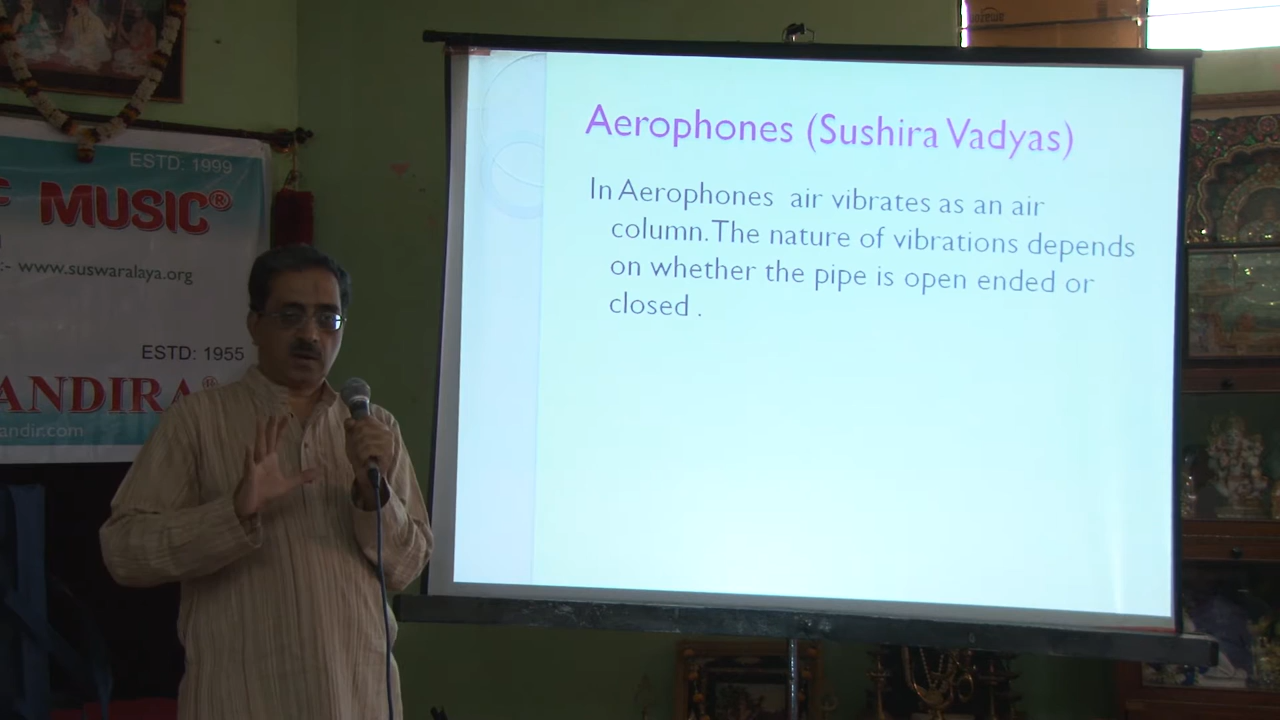 ESTD: 1999
F MUSIC®
:- www.suswaralaya.org
ESTD: 1955
ANDIRA®
andir.com
Aerophones (Sushira Vadyas)
In Aerophones air vibrates as an air
column. The nature of vibrations depends
on whether the pipe is open ended or
closed .